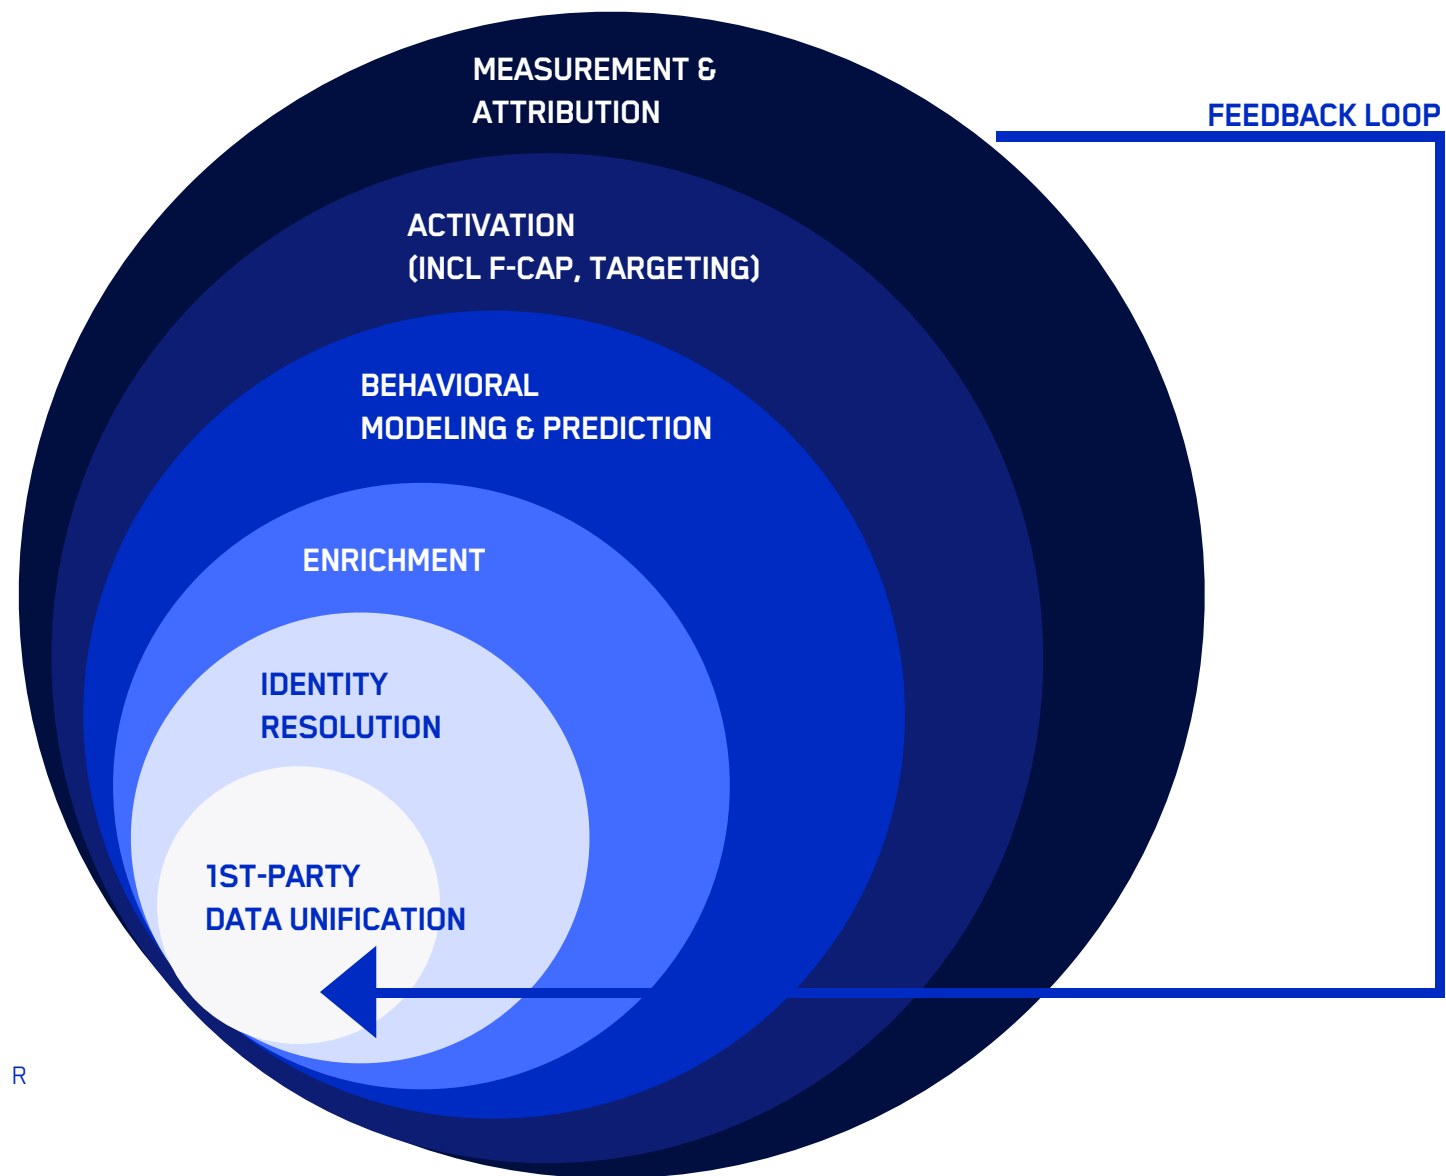 MEASUREMENT &
ATTRIBUTION
FEEDBACK LOOP
ACTIVATION
(INCL F-CAP, TARGETING)
BEHAVIORAL
MODELING & PREDICTION
ENRICHMENT
IDENTITY
RESOLUTION
1ST-PARTY
DATA UNIFICATION
R